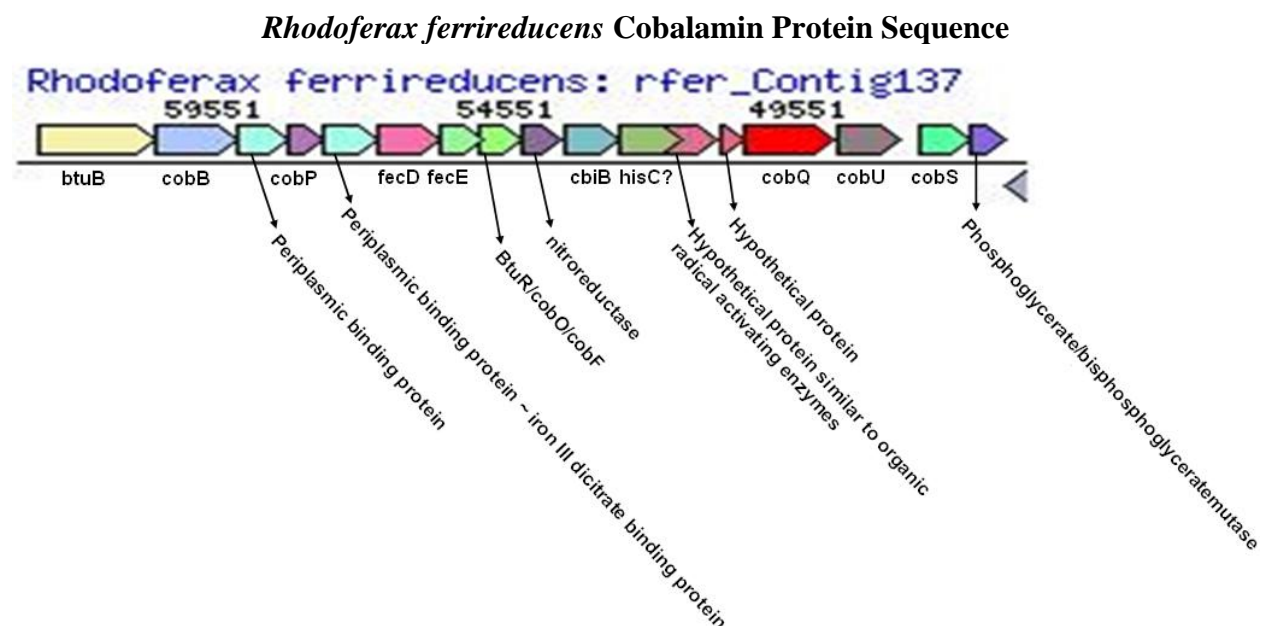 Rhodoferax ferrireducens Cobalamin Protein Sequence
Rhodoferax ferrireducens: rfer_Contig137
59551 54551 49551
btuB cobB cobP fecD fecE cbiB hisC? cobQ cobU cobS
Periplasmic binding protein
Periplasmic binding protein ~ iron III dicitrate binding protein
BtuR/cobO/cobF
nitroreductase
Hypothetical protein similar to organic
radical activating enzymes
Hypothetical protein
Phosphoglycerate/bisphosphoglyceratemutase